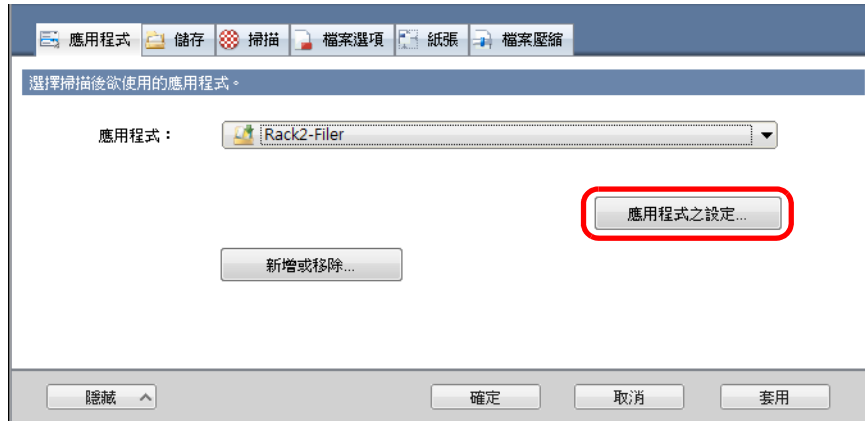 應用程式 儲存 掃描 檔案選項 紙張 檔案壓縮
選擇掃描後欲使用的應用程式。
應用程式： Rack2-Filer
應用程式之設定...
新增或移除...
隱藏 確定 取消 套用